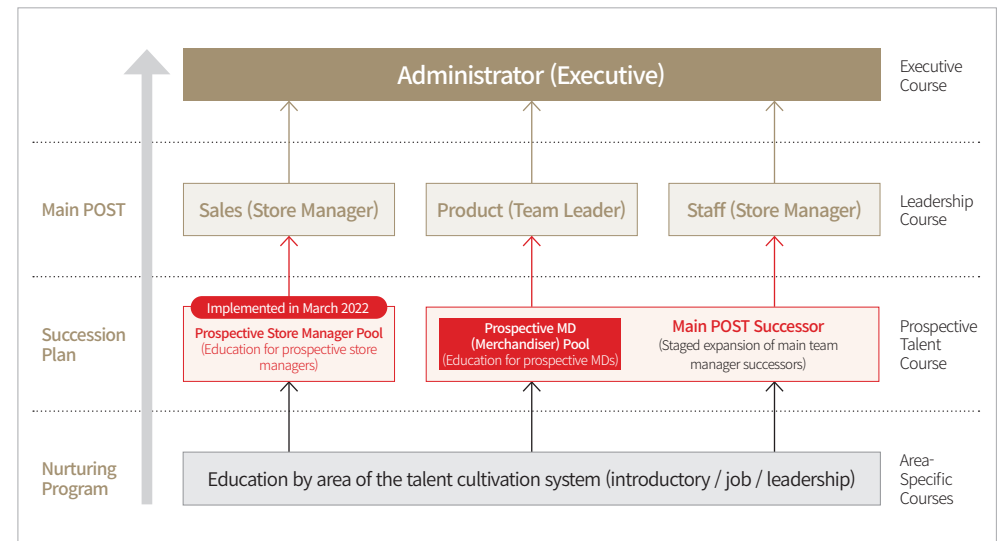 Administrator (Executive)
Executive
Course
Main POST
Sales (Store Manager)
Product (Team Leader)
Staff (Store Manager)
Leadership
Course
Succession
Plan
Implemented in March 2022
Prospective Store Manager Pool
(Education for prospective store
managers)
Prospective MD
(Merchandiser) Pool
(Education for prospective MDs)
Main POST Successor
(Staged expansion of main team
manager successors)
Prospective
Talent
Course
Nurturing
Program
Education by area of the talent cultivation system (introductory / job / leadership)
Area-
Specific
Courses